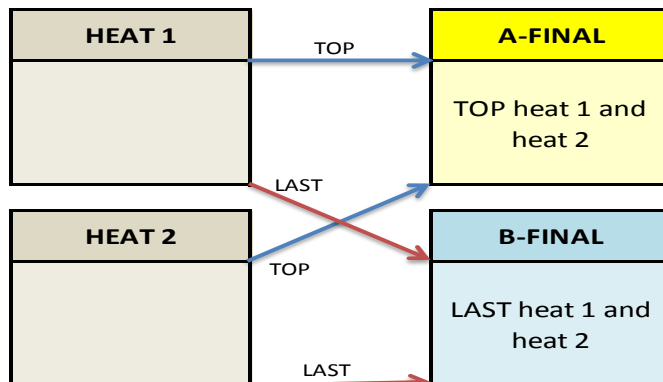 HEAT 1
TOP
A-FINAL
TOP heat 1 and
heat 2
LAST
HEAT 2
TOP
B-FINAL
LAST heat 1 and
heat 2
LAST